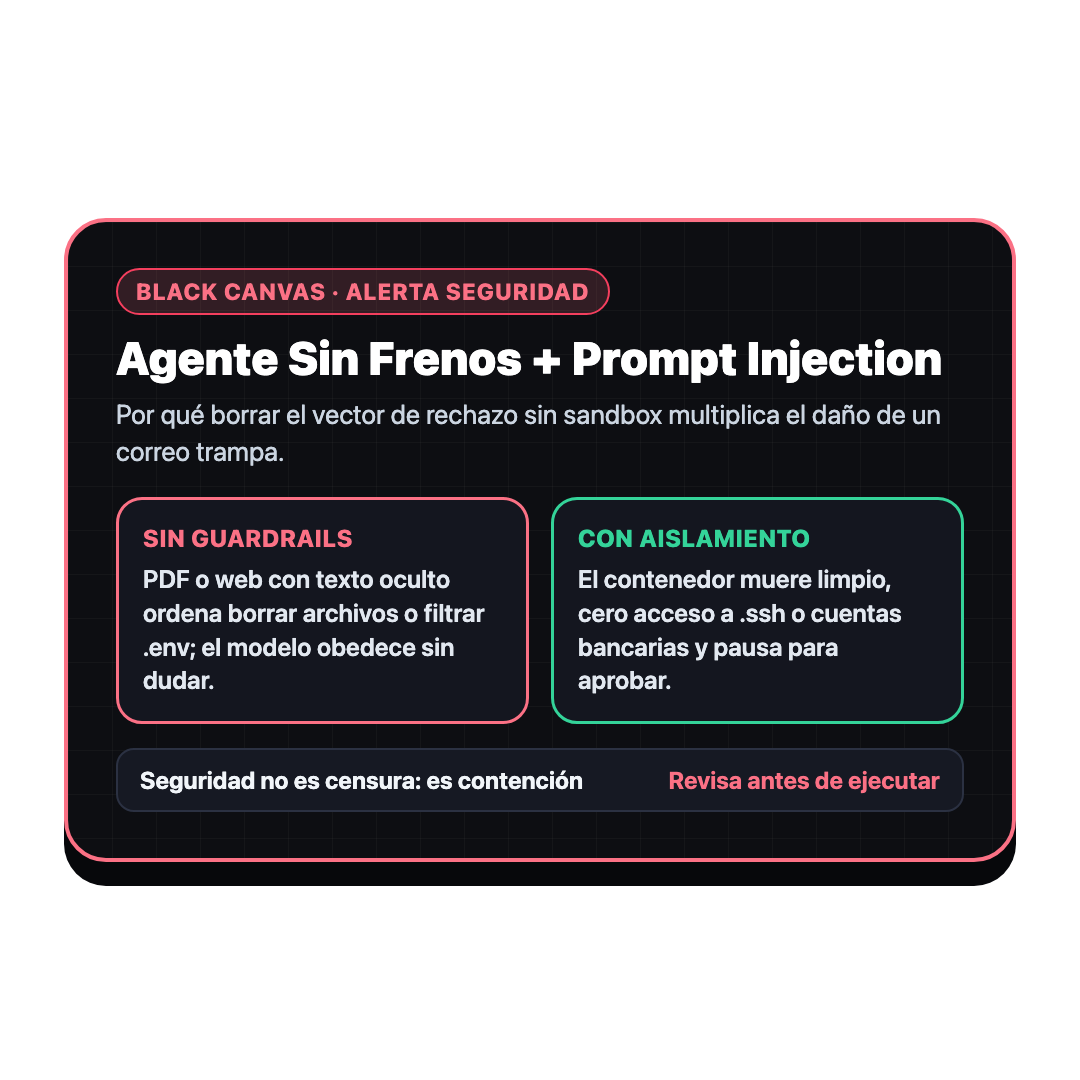 BLACK CANVAS · ALERTA SEGURIDAD
Agente Sin Frenos + Prompt Injection
Por qué borrar el vector de rechazo sin sandbox multiplica el daño de un
correo trampa.
SIN GUARDRAILS
PDF o web con texto oculto
ordena borrar archivos o filtrar
.env; el modelo obedece sin
dudar.
CON AISLAMIENTO
El contenedor muere limpio,
cero acceso a .ssh o cuentas
bancarias y pausa para
aprobar.
Seguridad no es censura: es contención
Revisa antes de ejecutar